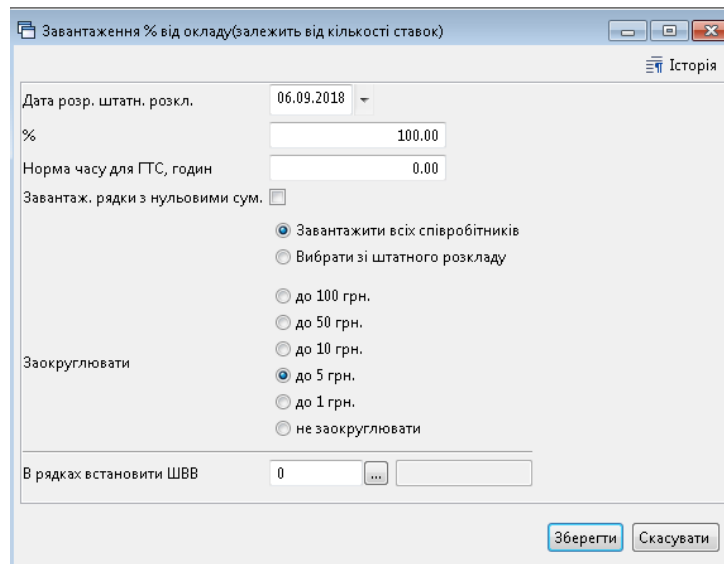 Завантаження % від окладу(залежить від кількості ставок)
Історія
Дата розр. штатн. розкл. 06.09.2018
% 100.00
Норма часу для ГТС, годин 0.00
Завантаж. рядки з нульовими сум.
Завантажити всіх співробітників
Вибрати зі штатного розкладу
до 100 грн.
до 50 грн.
до 10 грн.
Заокруглювати
до 5 грн.
до 1 грн.
не заокруглювати
В рядках встановити ШВВ 0 ...
Зберегти Скасувати